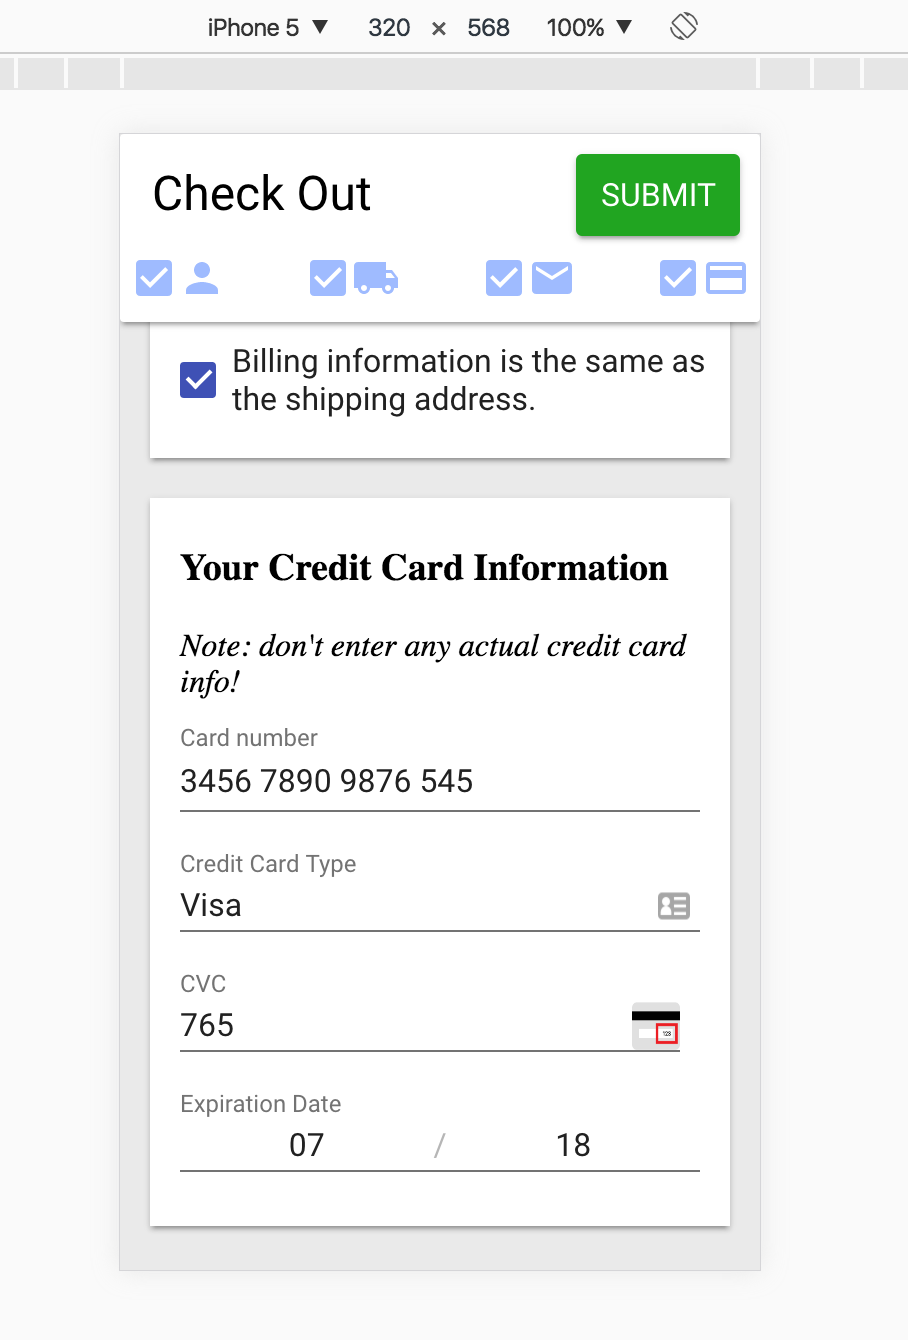 iPhone 5 ▼ 320 × 568 100% ▼
Check Out SUBMIT
Billing information is the same as
the shipping address.
Your Credit Card Information
Note: don't enter any actual credit card
info!
Card number
3456 7890 9876 545
Credit Card Type
Visa
CVC
765
123
Expiration Date
07 / 18